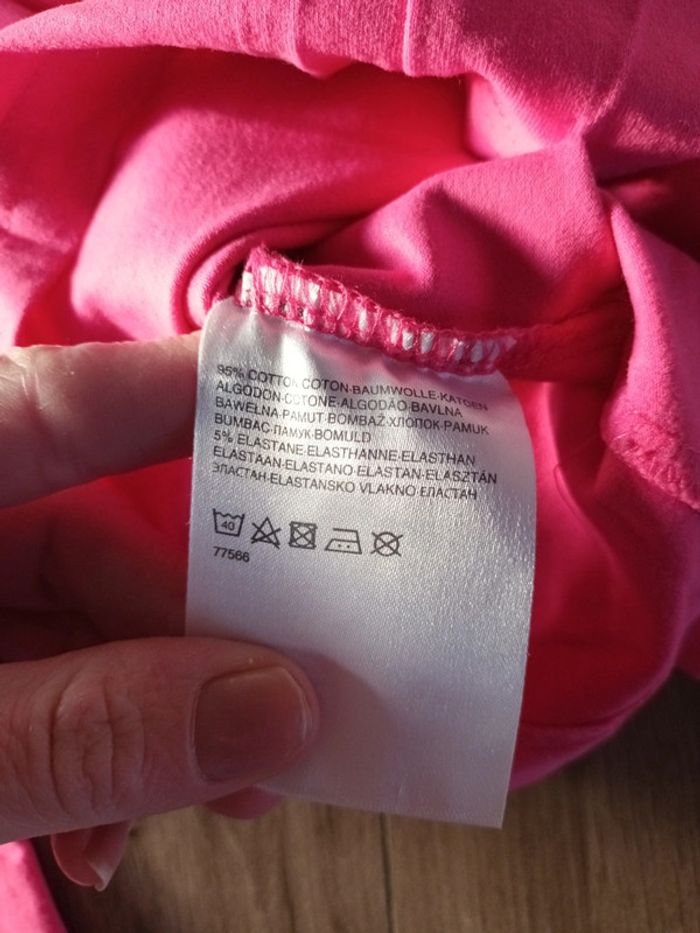 95% COTTON COTON·BAUMWOLLE·KATOEN
ALGODON·COTONE·ALGODÃO·BAVLNA
BAWEŁNA·PAMUT·BOMBAŽ·ХЛОПОК·PAMUK
BUMBAC·ПАМУК·BOMULD
5% ELASTANE·ELASTHANNE·ELASTHAN
ELASTAAN·ELASTANO·ELASTAN·ELASZTÁN
ЭЛАСТАН·ELASTANSKO VLAKNO ЕЛАСТАН
40
77566